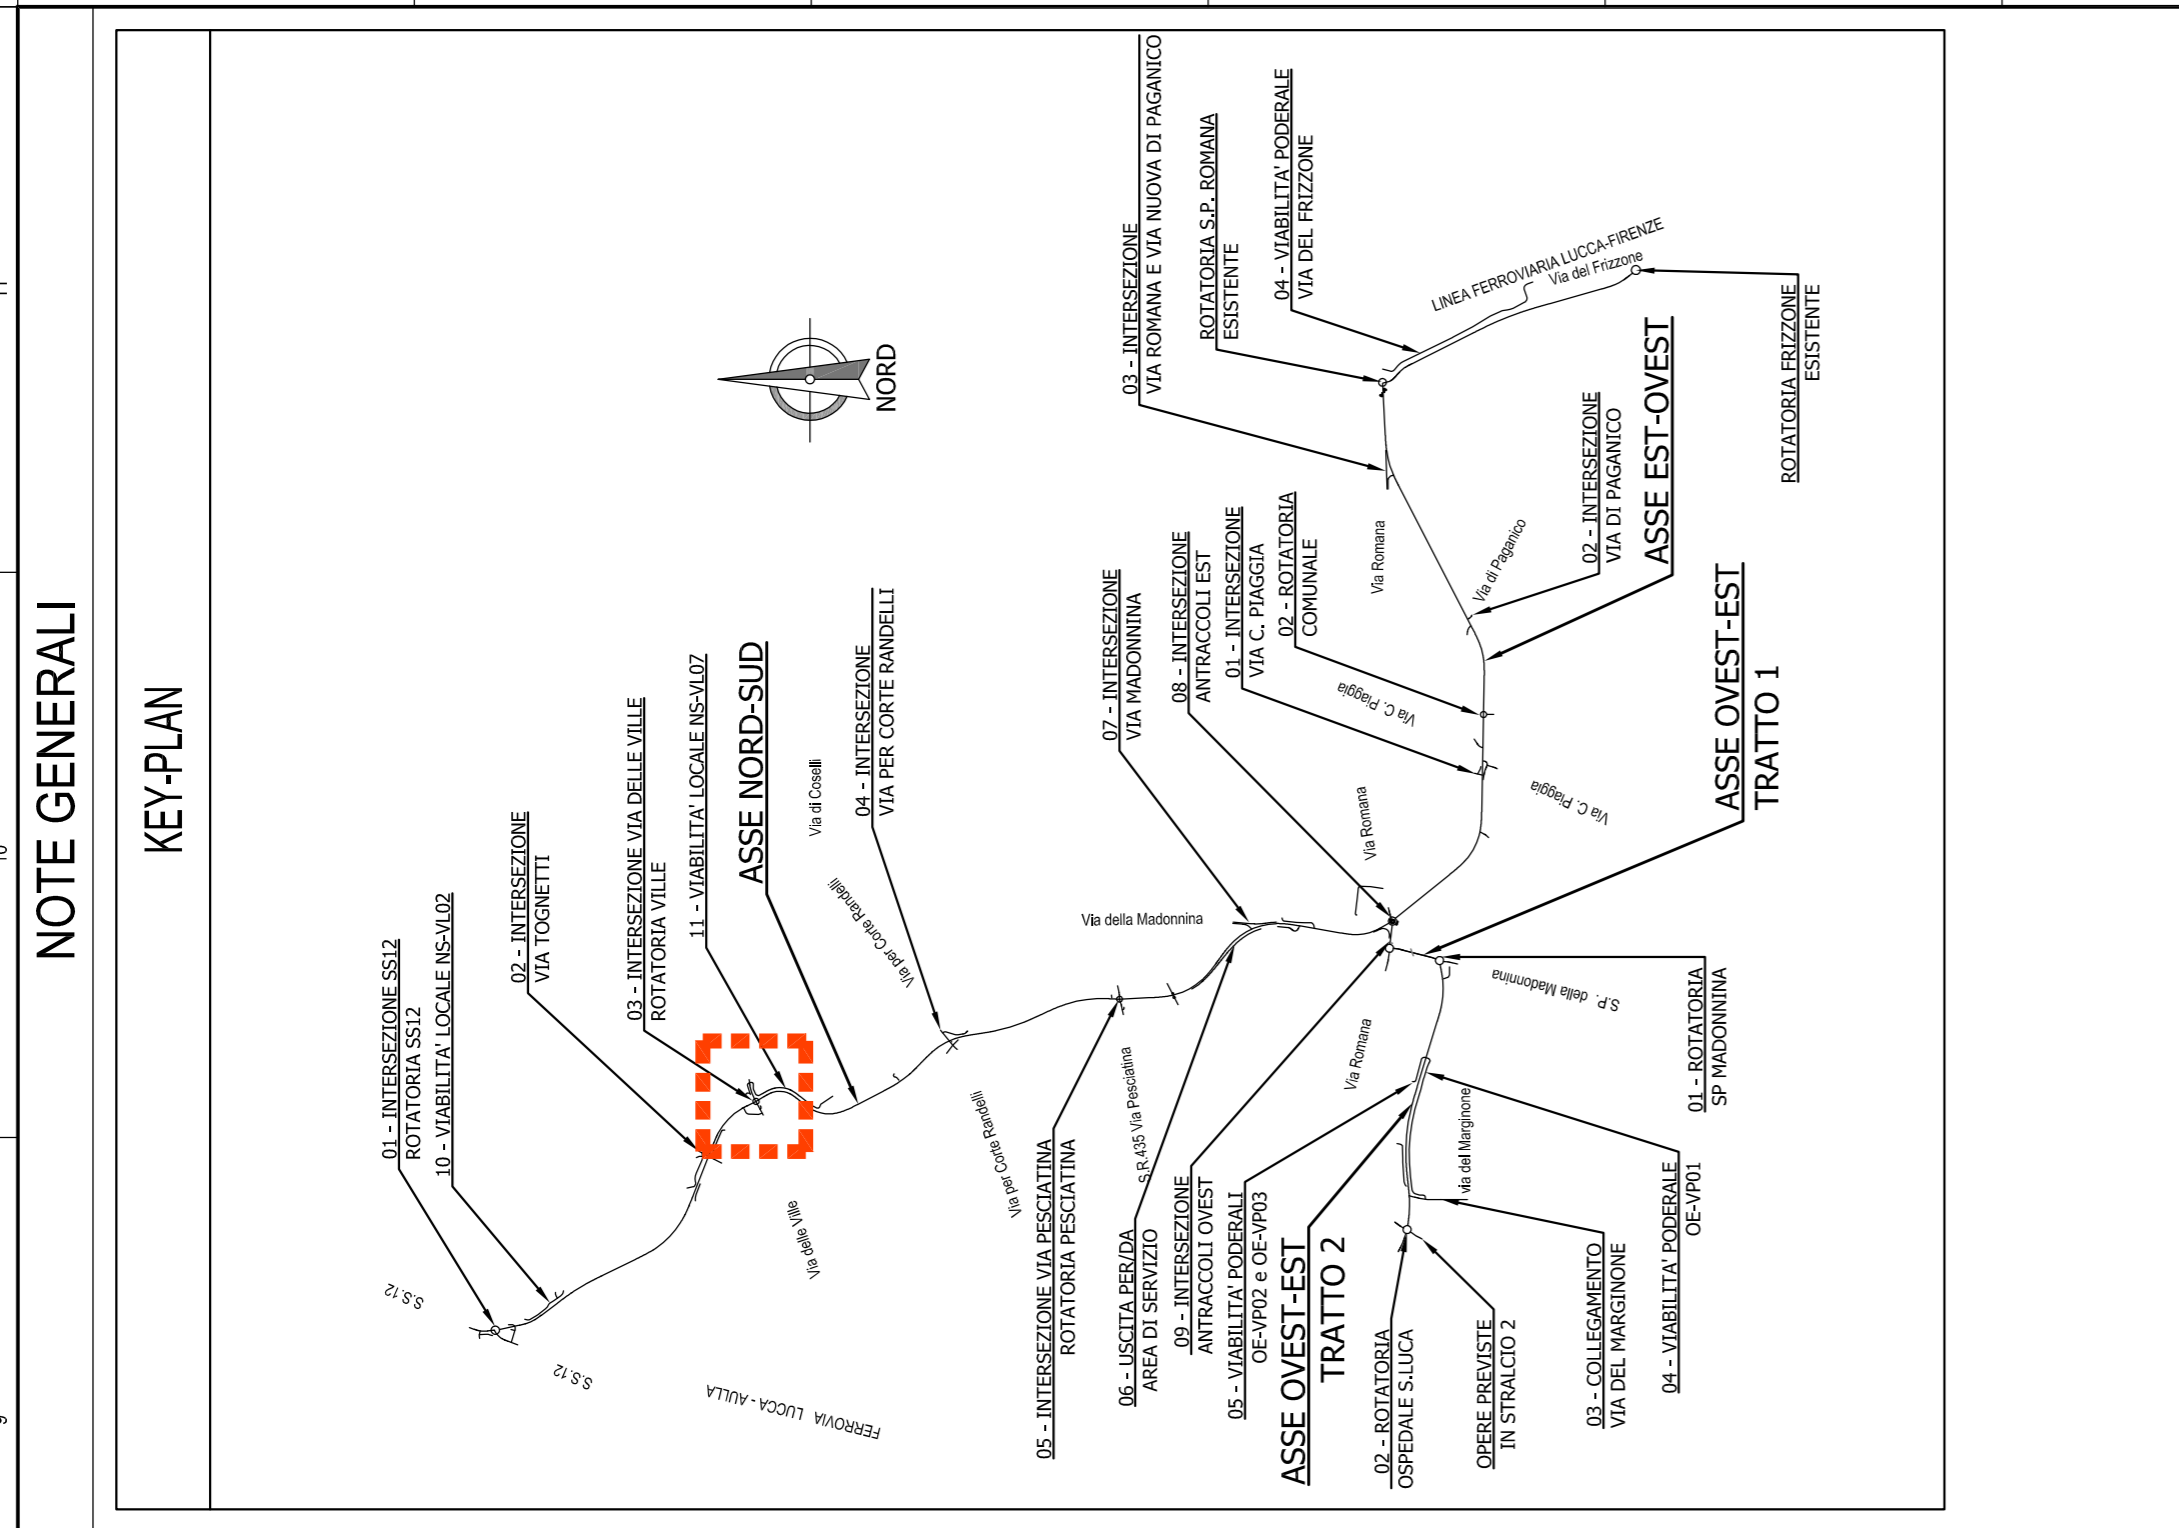 NOTE GENERALI
KEY-PLAN
01 - INTERSEZIONE SS12
ROTATORIA SS12
10 - VIABILITA' LOCALE NS-VL02
02 - INTERSEZIONE
VIA TOGNETTI
03 - INTERSEZIONE VIA DELLE VILLE
ROTATORIA VILLE
11 - VIABILITA' LOCALE NS-VL07
ASSE NORD-SUD
Via di Coselli
04 - INTERSEZIONE
VIA PER CORTE RANDELLI
Via per Corte Randelli
NORD
S.S.12
S.S.12
FERROVIA LUCCA - AULLA
Via delle Ville
Via per Corte Randelli
05 - INTERSEZIONE VIA PESCIATINA
ROTATORIA PESCIATINA
S.R.435 Via Pesciatina
06 - USCITA PER/DA
AREA DI SERVIZIO
09 - INTERSEZIONE
ANTRACCOLI OVEST
05 - VIABILITA' PODERALI
OE-VP02 e OE-VP03
ASSE OVEST-EST
TRATTO 2
02 - ROTATORIA
OSPEDALE S.LUCA
OPERE PREVISTE
IN STRALCIO 2
03 - COLLEGAMENTO
VIA DEL MARGINONE
04 - VIABILITA' PODERALE
OE-VP01
via del Marginone
Via Romana
01 - ROTATORIA
SP MADONNINA
S.P. della Madonnina
Via della Madonnina
07 - INTERSEZIONE
VIA MADONNINA
08 - INTERSEZIONE
ANTRACCOLI EST
01 - INTERSEZIONE
VIA C. PIAGGIA
02 - ROTATORIA
COMUNALE
Via Romana
Via C. Piaggia
Via C. Piaggia
ASSE OVEST-EST
TRATTO 1
ASSE EST-OVEST
02 - INTERSEZIONE
VIA DI PAGANICO
Via di Paganico
Via Romana
03 - INTERSEZIONE
VIA ROMANA E VIA NUOVA DI PAGANICO
ROTATORIA S.P. ROMANA
ESISTENTE
04 - VIABILITA' PODERALE
VIA DEL FRIZZONE
LINEA FERROVIARIA LUCCA-FIRENZE
Via del Frizzone
ROTATORIA FRIZZONE
ESISTENTE
11
10
9